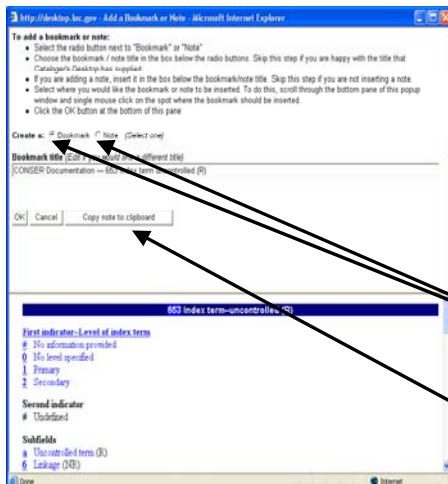 http://desktop.loc.gov - Add a Bookmark or Note - Microsoft Internet Explorer
To add a bookmark or note:
• Select the radio button next to "Bookmark" or "Note"
• Choose the bookmark / note title in the box below the radio buttons. Skip this step if you are happy with the title that
Cataloger's Desktop has supplied.
• If you are adding a note, insert it in the box below the bookmark/note title. Skip this step if you are not inserting a note.
• Select where you would like the bookmark or note to be inserted. To do this, scroll through the bottom pane of this popup
window and single mouse click on the spot where the bookmark should be inserted.
• Click the OK button at the bottom of this pane
Create a: Bookmark Note (Select one)
Bookmark title (Edit if you would like a different title)
CONSER Documentation — 653 Index term uncontrolled (R)
OK Cancel Copy note to clipboard
653 Index term–uncontrolled (R)
First indicator–Level of index term
# No information provided
0 No level specified
1 Primary
2 Secondary
Second indicator
# Undefined
Subfields
a Uncontrolled term (R)
6 Linkage (NR)
Done Internet